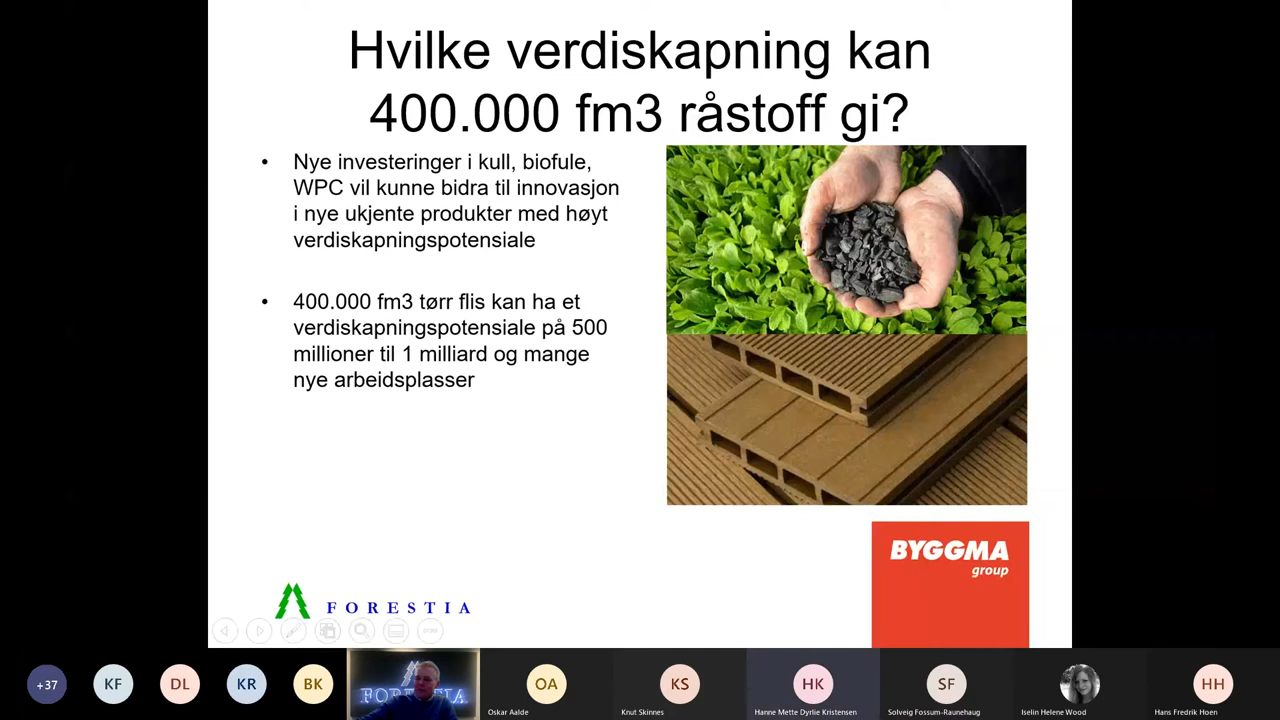 Hvilke verdiskapning kan
400.000 fm3 råstoff gi?
• Nye investeringer i kull, biofule,
WPC vil kunne bidra til innovasjon
i nye ukjente produkter med høyt
verdiskapningspotensiale
• 400.000 fm3 tørr flis kan ha et
verdiskapningspotensiale på 500
millioner til 1 milliard og mange
nye arbeidsplasser
BYGGMA
group
FORESTIA
+37
KF
DL
KR
BK
FORESTIA
OA
KS
HK
SF
HH
Oskar Aalde
Knut Skinnes
Hanne Mette Dyrlie Kristensen
Solveig Fossum-Raunehaug
Iselin Helene Wood
Hans Fredrik Hoen